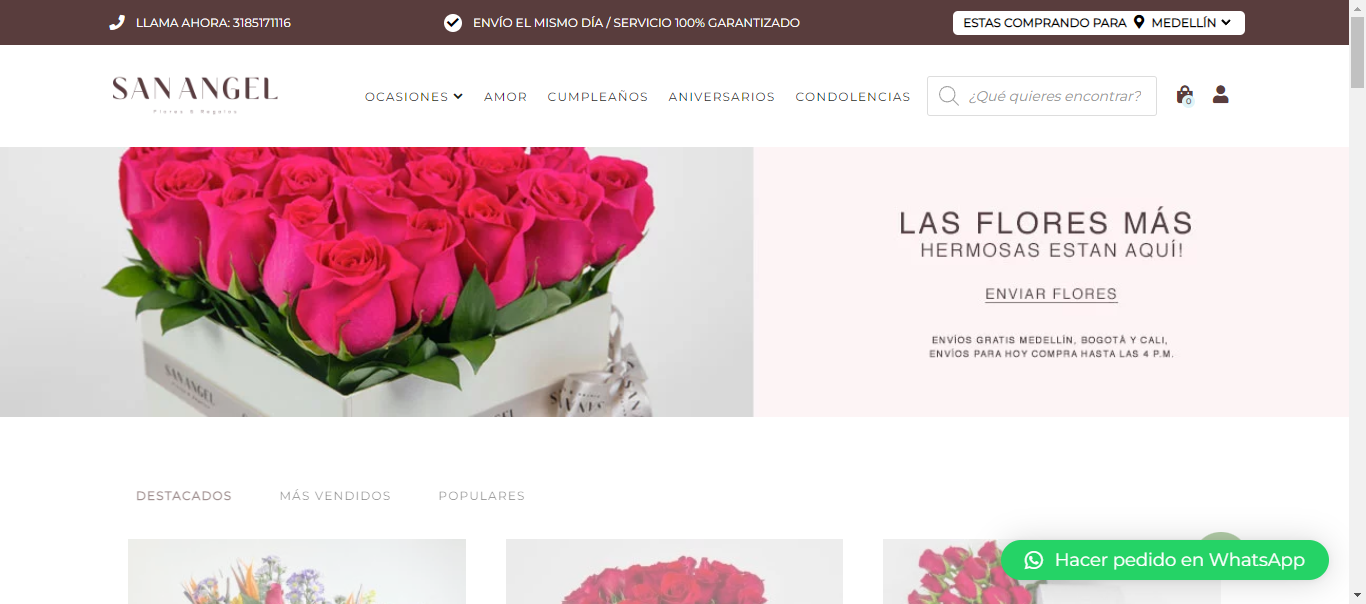 LLAMA AHORA: 3185171116
ENVÍO EL MISMO DÍA / SERVICIO 100% GARANTIZADO
ESTAS COMPRANDO PARA MEDELLÍN
SAN ANGEL
Flores & Regalos
OCASIONES AMOR CUMPLEAÑOS ANIVERSARIOS CONDOLENCIAS
¿Qué quieres encontrar?
0
LAS FLORES MÁS
HERMOSAS ESTAN AQUÍ!
ENVIAR FLORES
ENVÍOS GRATIS MEDELLÍN, BOGOTÁ Y CALI,
ENVÍOS PARA HOY COMPRA HASTA LAS 4 P.M.
SAN ANGEL
DESTACADOS MÁS VENDIDOS POPULARES
Hacer pedido en WhatsApp